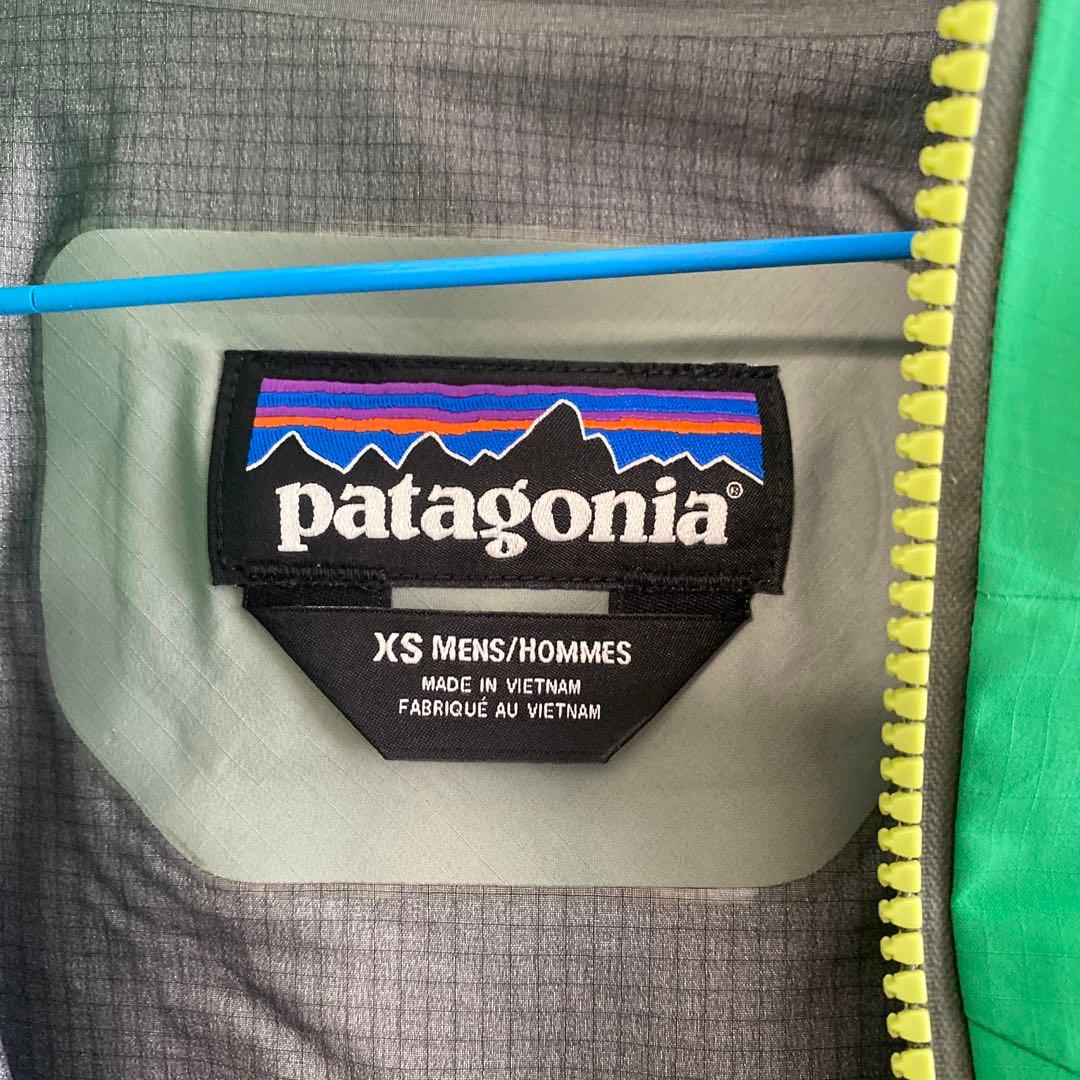 patagonia®
XS MENS/HOMMES
MADE IN VIETNAM
FABRIQUÉ AU VIETNAM